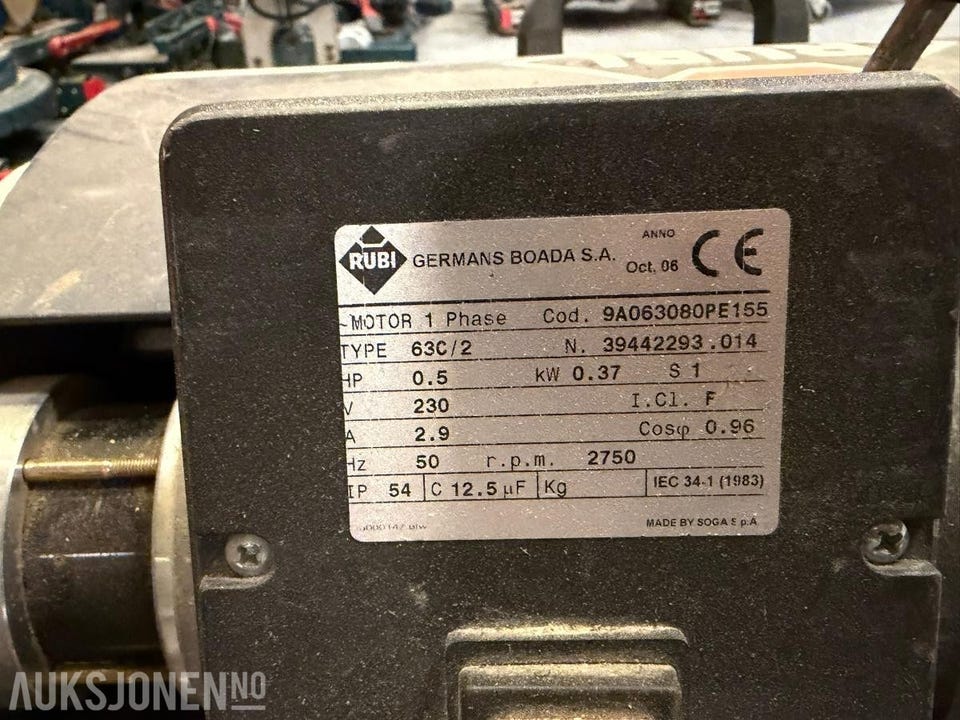 RUBI
GERMANS BOADA S.A.
ANNO
Oct. 06
CE
~MOTOR 1 Phase Cod. 9A063080PE155
TYPE 63C/2 N. 39442293.014
HP 0.5 kW 0.37 S 1
V 230 I.Cl. F
A 2.9 Cosφ 0.96
Hz 50 r.p.m. 2750
IP 54 C 12.5 µF Kg IEC 34-1 (1983)
MADE BY SOGA S.p.A
AUKSJONEN NO